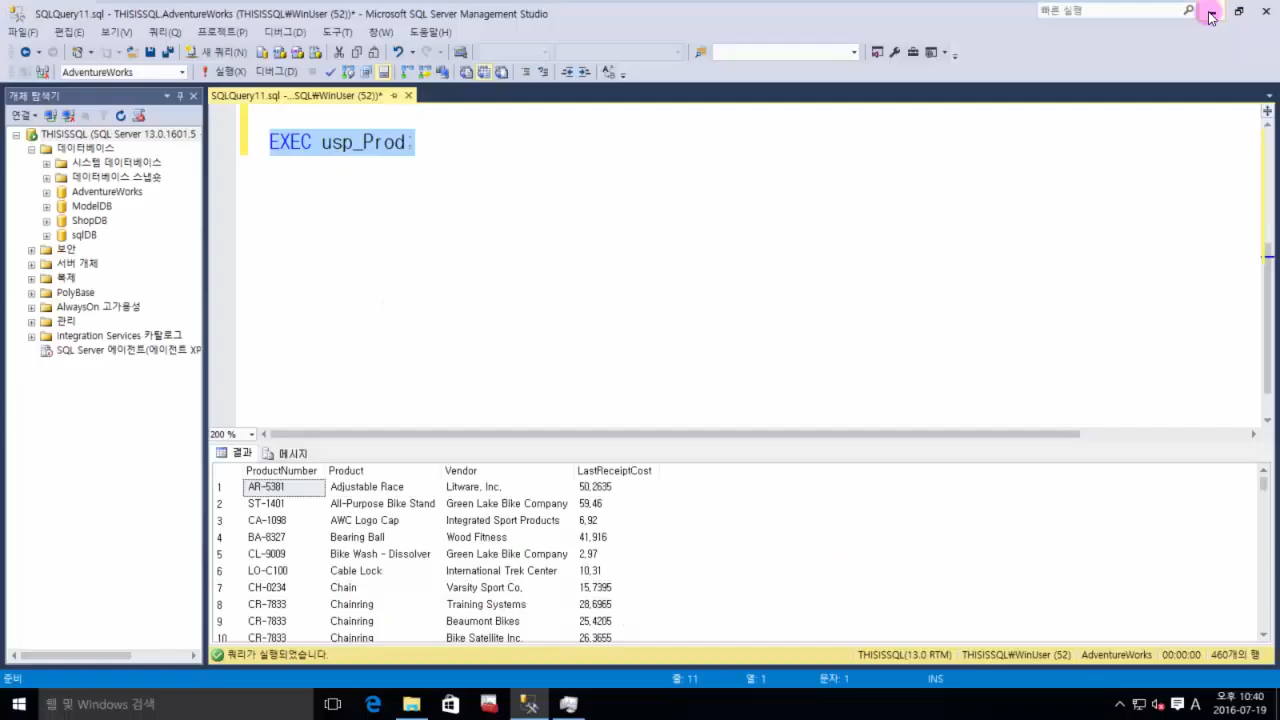 SQLQuery11.sql - THISISSQL.AdventureWorks (THISISSQL₩WinUser (52))* - Microsoft SQL Server Management Studio
빠른 실행
파일(F) 편집(E) 보기(V) 쿼리(Q) 프로젝트(P) 디버그(D) 도구(T) 창(W) 도움말(H)
새 쿼리(N)
AdventureWorks 실행(X) 디버그(D)
개체 탐색기
SQLQuery11.sql -...SQL₩WinUser (52))*
연결
THISISSQL (SQL Server 13.0.1601.5
데이터베이스
시스템 데이터베이스
데이터베이스 스냅숏
AdventureWorks
ModelDB
ShopDB
sqlDB
보안
서버 개체
복제
PolyBase
AlwaysOn 고가용성
관리
Integration Services 카탈로그
SQL Server 에이전트(에이전트 XP
EXEC usp_Prod;
200 %
결과 메시지
ProductNumber Product Vendor LastReceiptCost
1 AR-5381 Adjustable Race Litware, Inc. 50,2635
2 ST-1401 All-Purpose Bike Stand Green Lake Bike Company 59,46
3 CA-1098 AWC Logo Cap Integrated Sport Products 6,92
4 BA-8327 Bearing Ball Wood Fitness 41,916
5 CL-9009 Bike Wash - Dissolver Green Lake Bike Company 2,97
6 LO-C100 Cable Lock International Trek Center 10,31
7 CH-0234 Chain Varsity Sport Co. 15,7395
8 CR-7833 Chainring Training Systems 28,6965
9 CR-7833 Chainring Beaumont Bikes 25,4205
10 CR-7833 Chainring Bike Satellite Inc. 26,3655
쿼리가 실행되었습니다.
THISISSQL(13.0 RTM) THISISSQL₩WinUser (52) AdventureWorks 00:00:00 460개의 행
준비 줄: 11 열: 1 문자: 1 INS
웹 및 Windows 검색
A
오후 10:40
2016-07-19